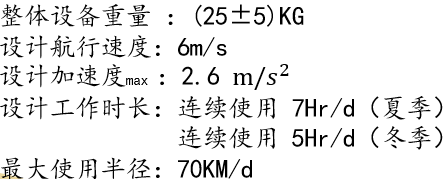 整体设备重量 ：(25±5)KG
设计航行速度：6m/s
设计加速度max ：2.6 m/s²
设计工作时长：连续使用 7Hr/d（夏季）
连续使用 5Hr/d（冬季）
最大使用半径：70KM/d